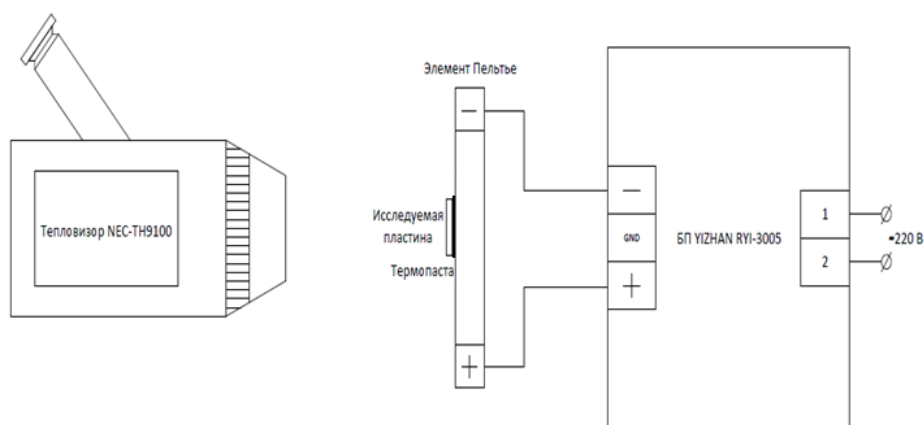 Тепловизор NEC-TH9100
Элемент Пельтье
−
Исследуемая
пластина
Термопаста
+
−
GND
+
БП YIZHAN RYI-3005
1
2
≈220 В